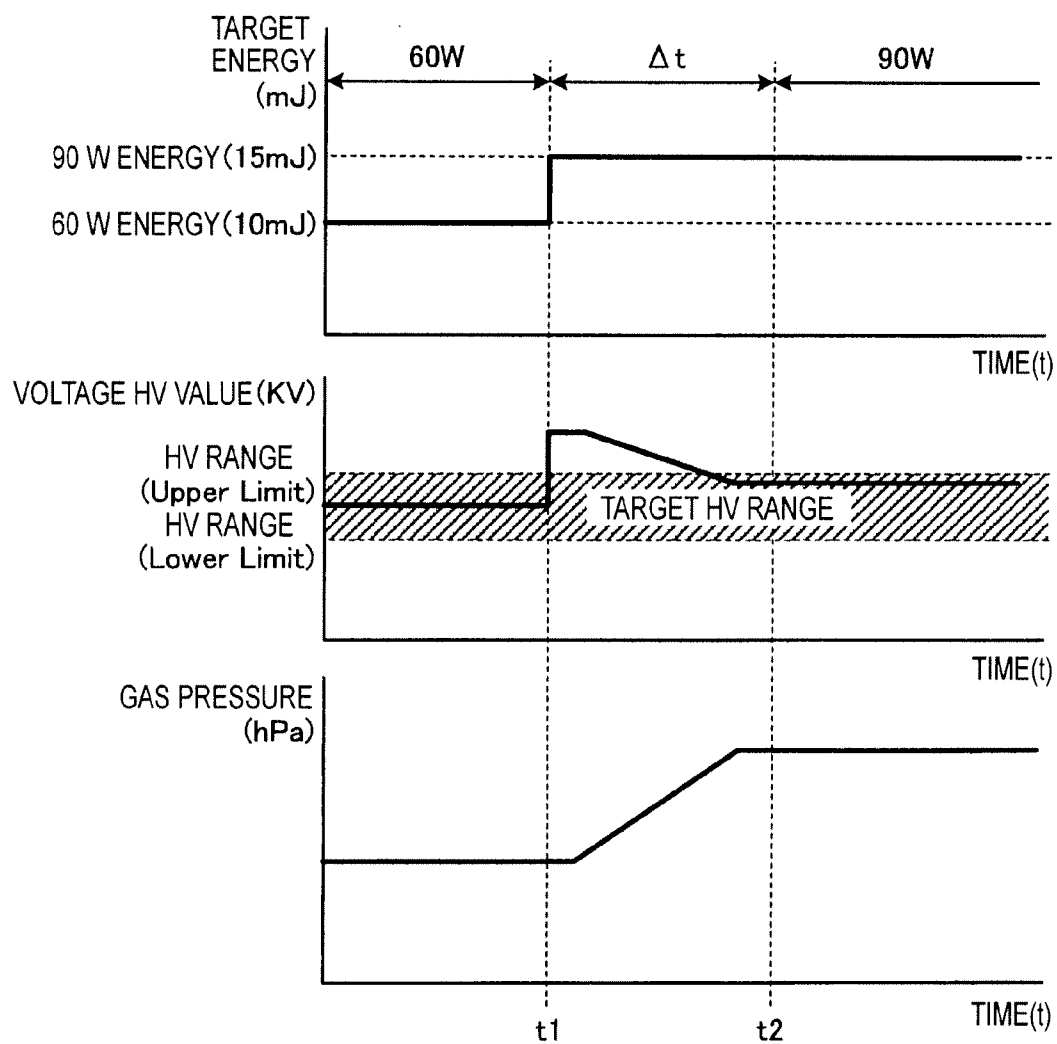 TARGET
ENERGY
(mJ)
60W
Δt
90W
90 W ENERGY(15mJ)
60 W ENERGY(10mJ)
TIME(t)
VOLTAGE HV VALUE(KV)
HV RANGE
(Upper Limit)
HV RANGE
(Lower Limit)
TARGET HV RANGE
TIME(t)
GAS PRESSURE
(hPa)
t1
t2
TIME(t)